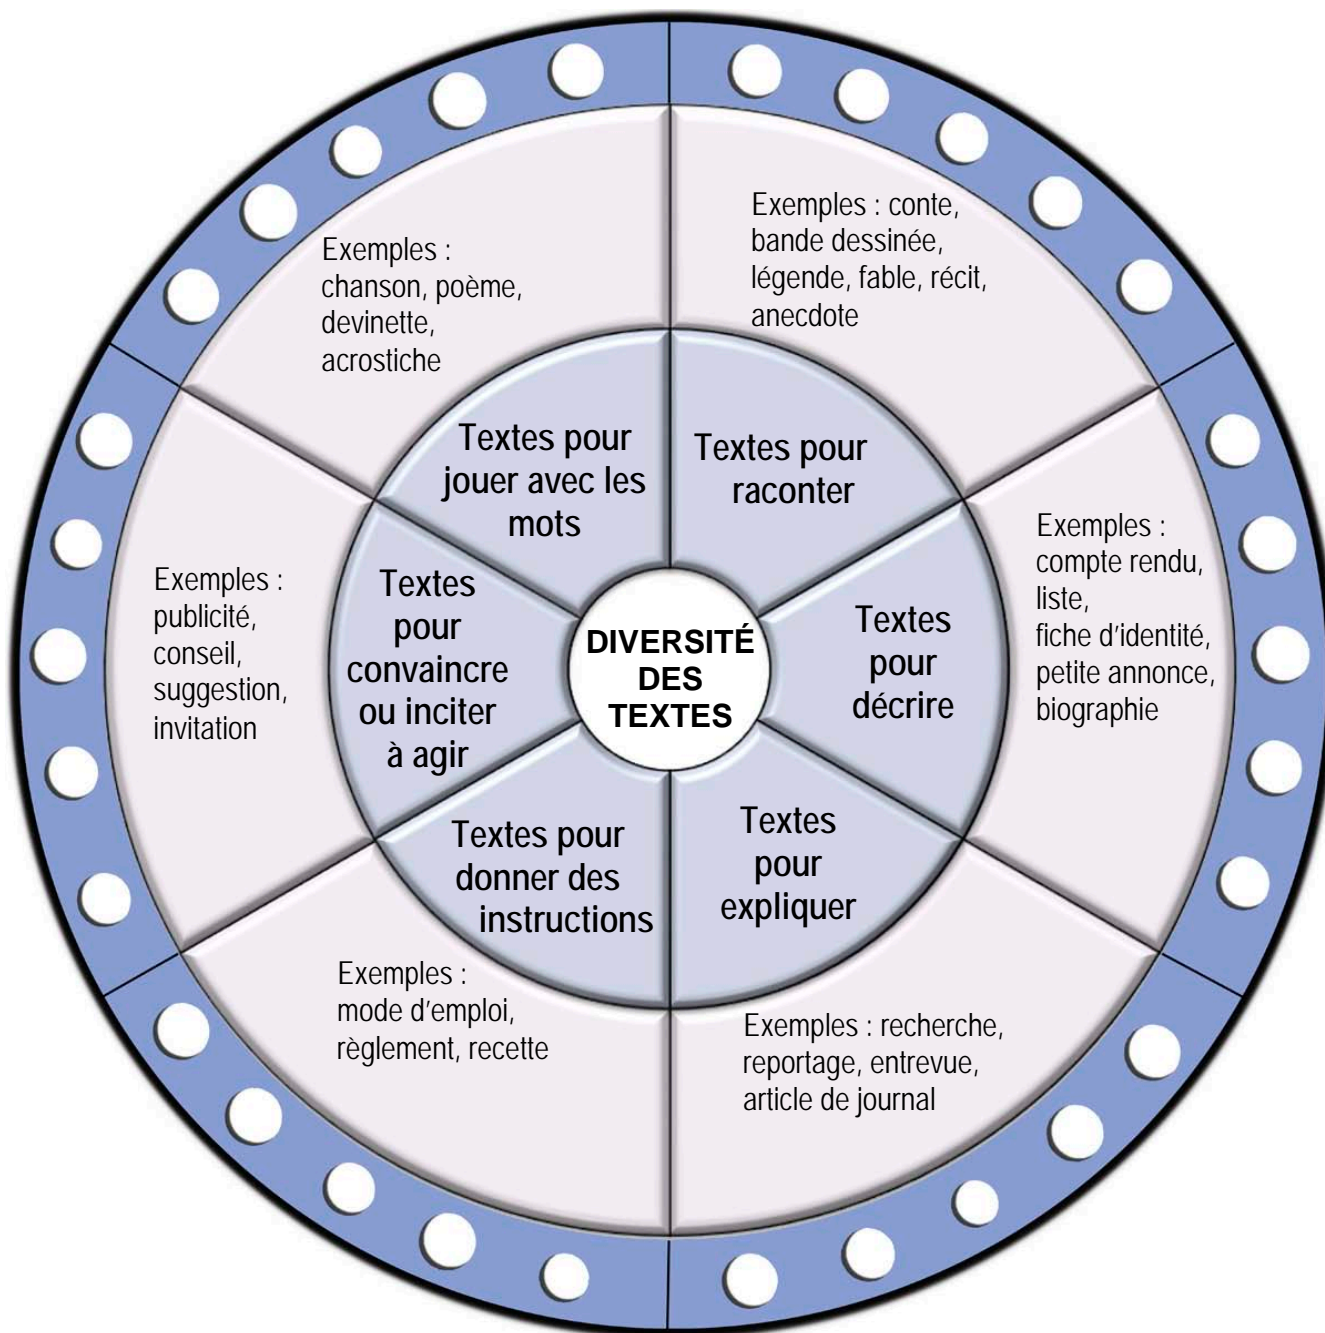 DIVERSITÉ
DES
TEXTES
Textes pour
raconter
Exemples : conte,
bande dessinée,
légende, fable, récit,
anecdote
Textes
pour
décrire
Exemples :
compte rendu,
liste,
fiche d'identité,
petite annonce,
biographie
Textes
pour
expliquer
Exemples : recherche,
reportage, entrevue,
article de journal
Textes pour
donner des
instructions
Exemples :
mode d'emploi,
règlement, recette
Textes
pour
convaincre
ou inciter
à agir
Exemples :
publicité,
conseil,
suggestion,
invitation
Textes pour
jouer avec les
mots
Exemples :
chanson, poème,
devinette,
acrostiche